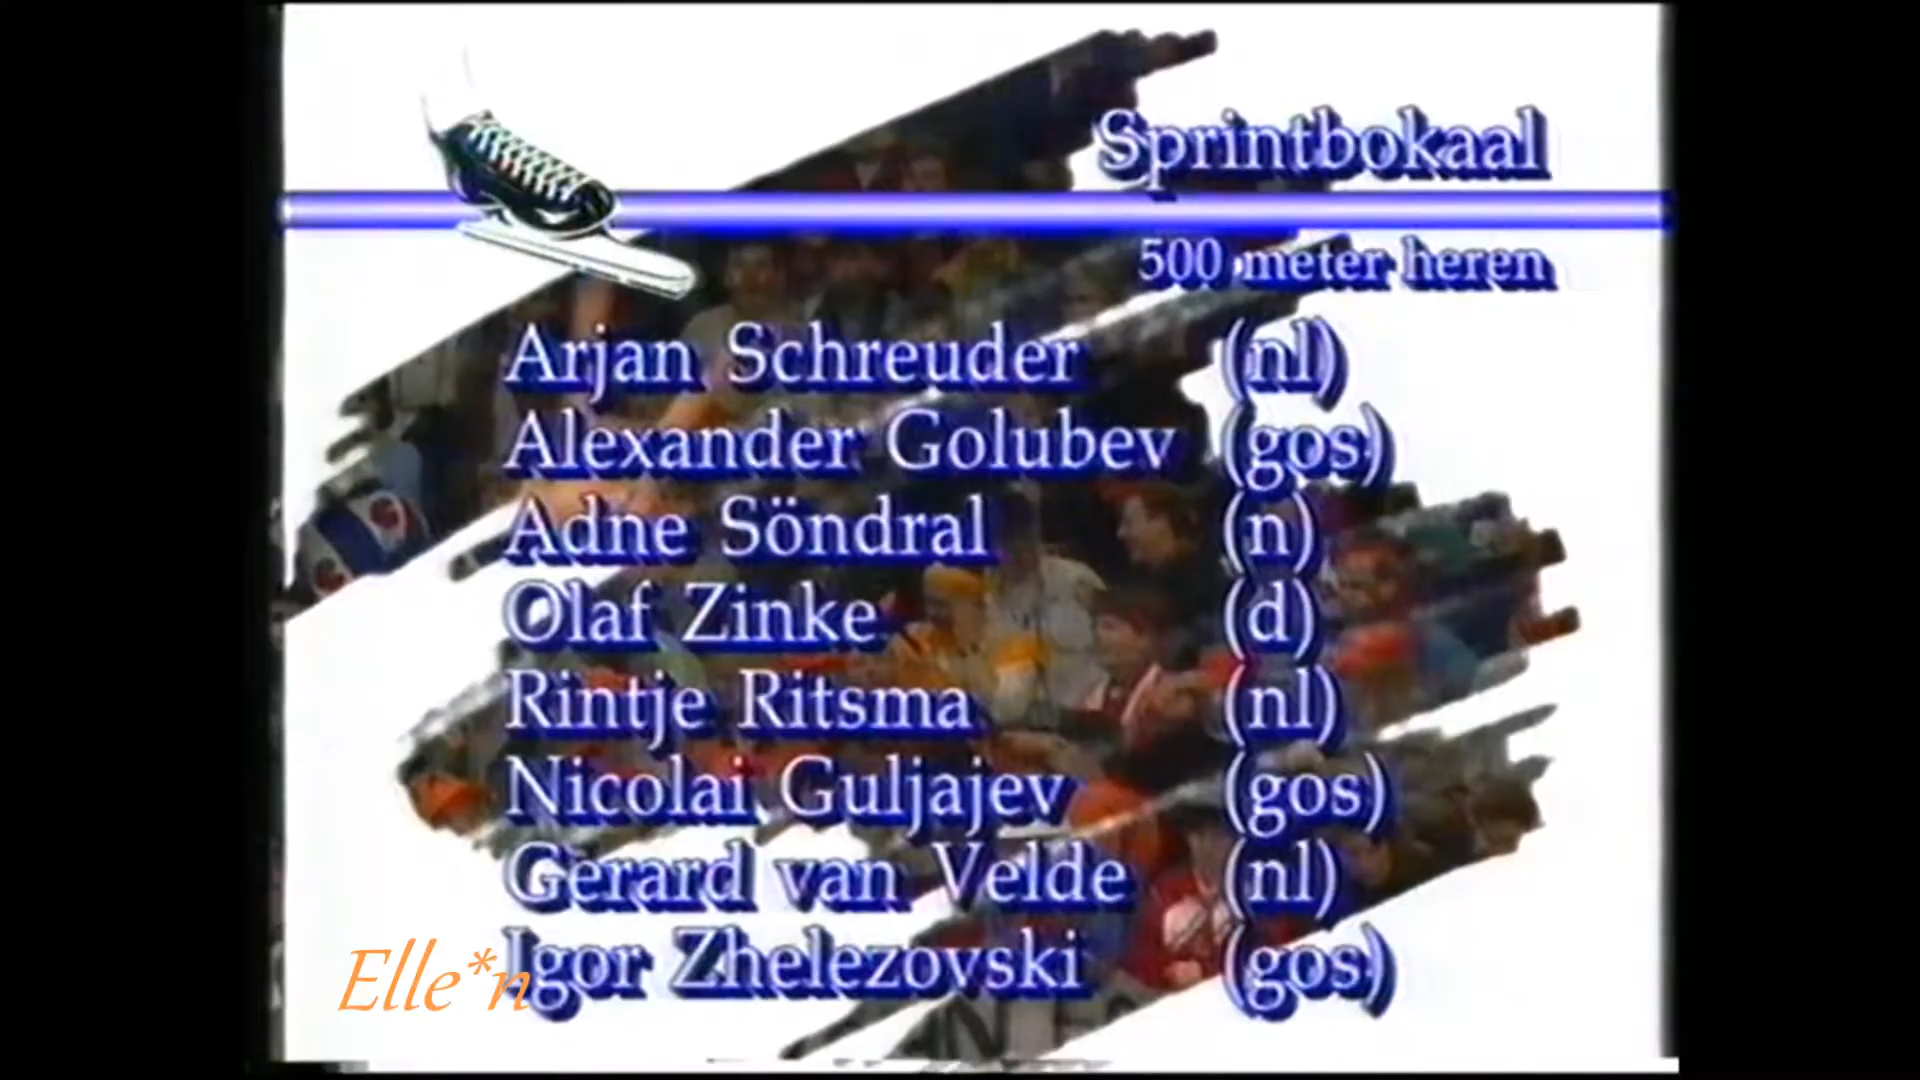 Sprintbokaal
500 meter heren
Arjan Schreuder (nl)
Alexander Golubev (gos)
Adne Söndral (n)
Olaf Zinke (d)
Rintje Ritsma (nl)
Nicolai Guljajev (gos)
Gerard van Velde (nl)
Igor Zhelezovski (gos)
Elle*n